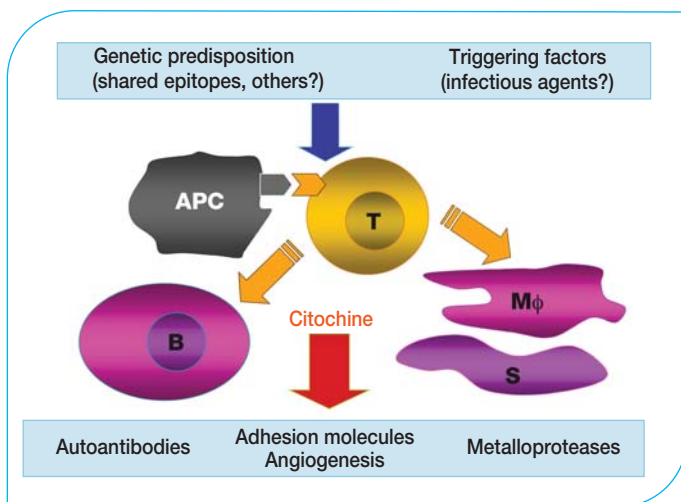 Genetic predisposition
(shared epitopes, others?)
Triggering factors
(infectious agents?)
APC
T
B
Citochine
Mϕ
S
Autoantibodies
Adhesion molecules
Angiogenesis
Metalloproteases